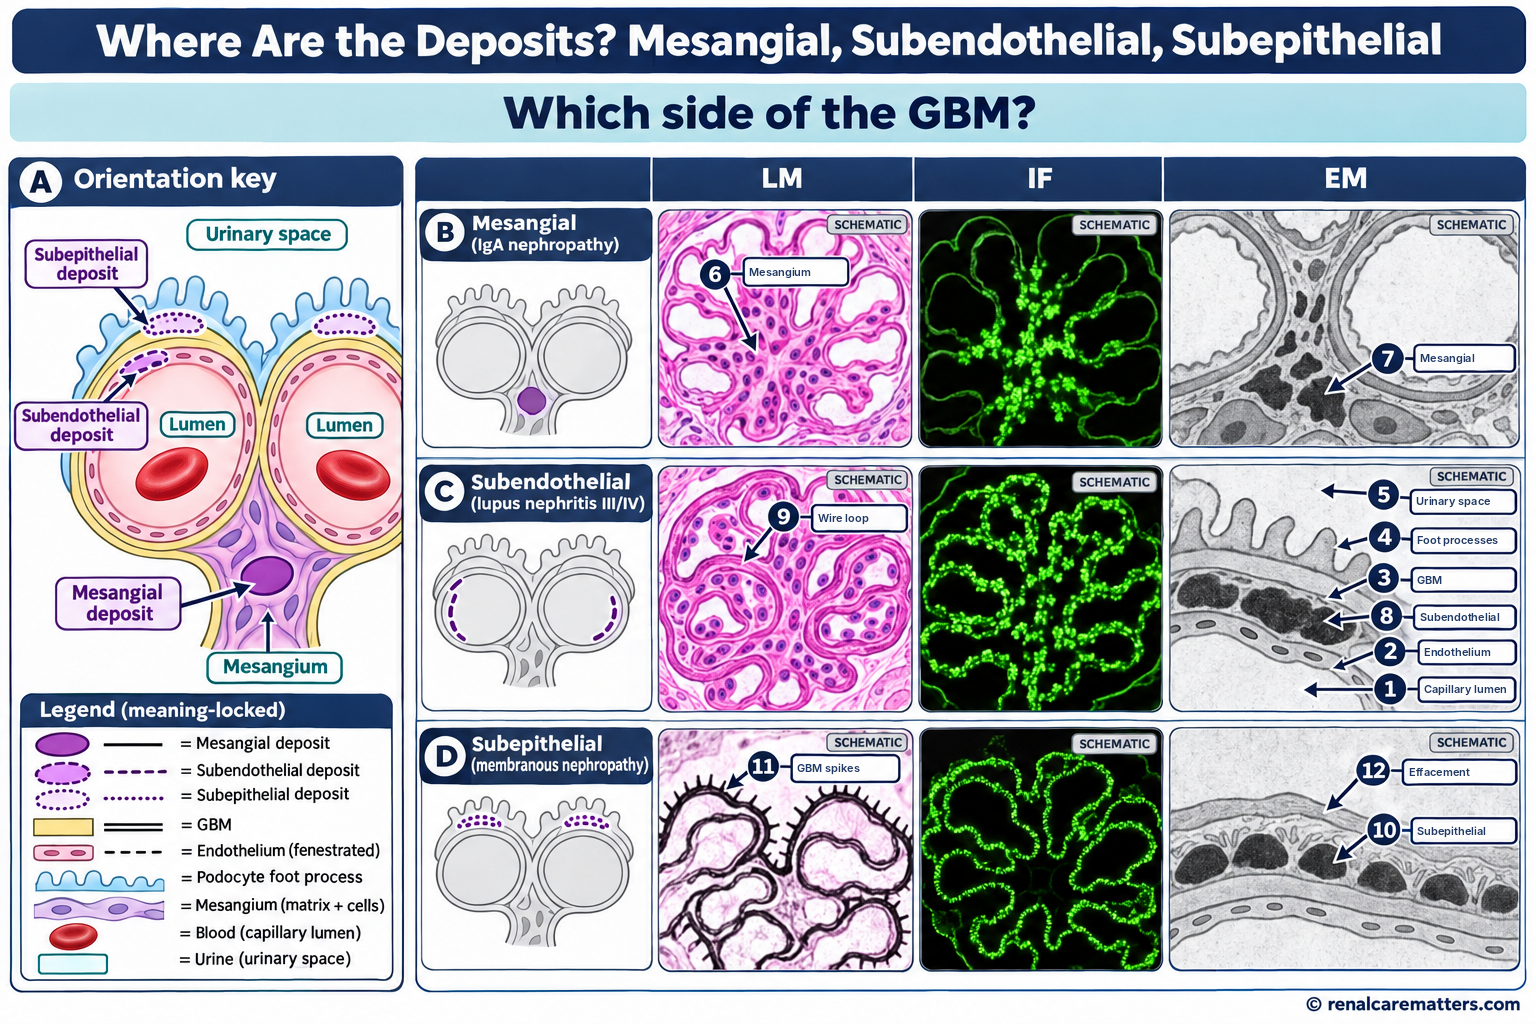 Where Are the Deposits? Mesangial, Subendothelial, Subepithelial
Which side of the GBM?
A Orientation key
Urinary space
Subepithelial
deposit
Subendothelial
deposit
Lumen
Lumen
Mesangial
deposit
Mesangium
Legend (meaning-locked)
= Mesangial deposit
= Subendothelial deposit
= Subepithelial deposit
= GBM
= Endothelium (fenestrated)
= Podocyte foot process
= Mesangium (matrix + cells)
= Blood (capillary lumen)
= Urine (urinary space)
LM
IF
EM
B Mesangial
(IgA nephropathy)
SCHEMATIC
6 Mesangium
SCHEMATIC
SCHEMATIC
7 Mesangial
C Subendothelial
(lupus nephritis III/IV)
SCHEMATIC
9 Wire loop
SCHEMATIC
SCHEMATIC
5 Urinary space
4 Foot processes
3 GBM
8 Subendothelial
2 Endothelium
1 Capillary lumen
D Subepithelial
(membranous nephropathy)
SCHEMATIC
11 GBM spikes
SCHEMATIC
SCHEMATIC
12 Effacement
10 Subepithelial
© renalcarematters.com